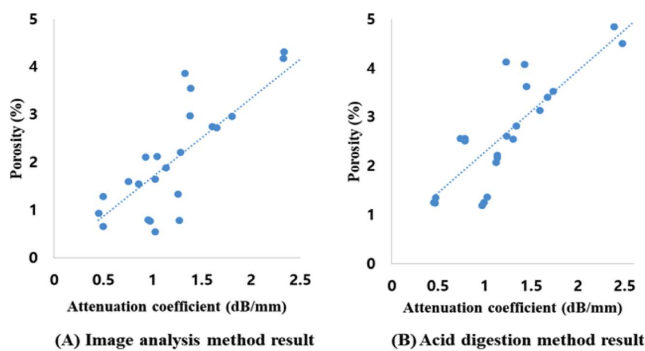 5
4
3
2
1
0
Porosity (%)
0 0.5 1 1.5 2 2.5
Attenuation coefficient (dB/mm)
(A) Image analysis method result
5
4
3
2
1
0
Porosity (%)
0 0.5 1 1.5 2 2.5
Attenuation coefficient (dB/mm)
(B) Acid digestion method result